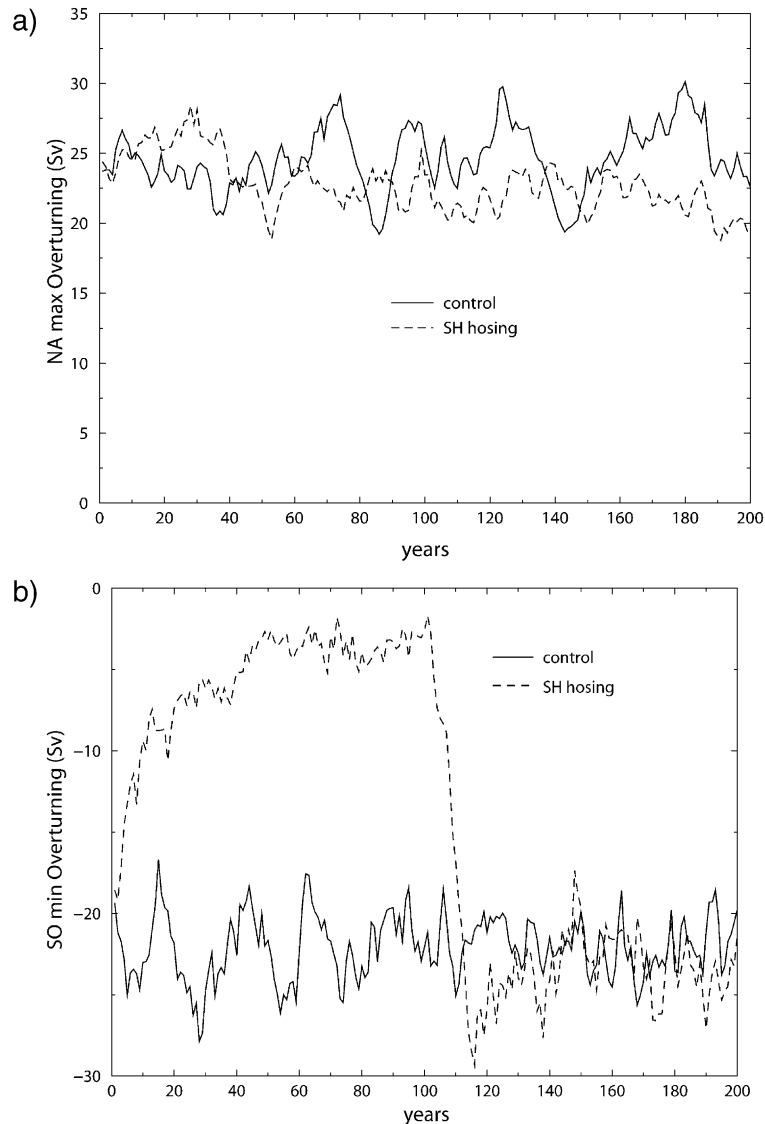 a)
35
30
25
20
15
10
5
0
NA max Overturning (Sv)
control
SH hosing
0 20 40 60 80 100 120 140 160 180 200
years
b)
0
−10
−20
−30
SO min Overturning (Sv)
control
SH hosing
0 20 40 60 80 100 120 140 160 180 200
years